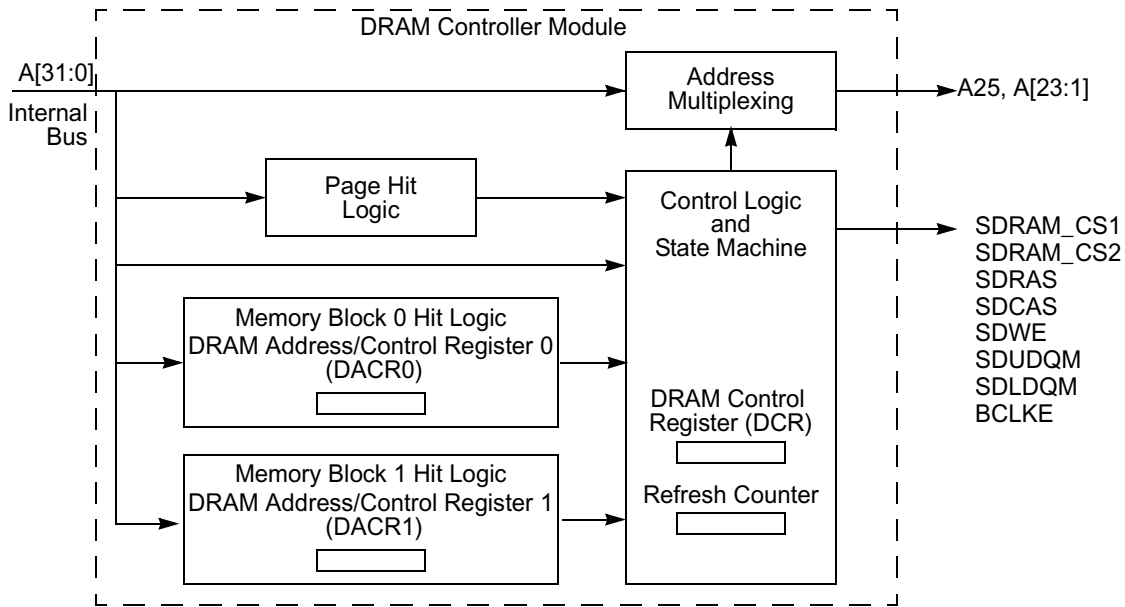 DRAM Controller Module
A[31:0]
Internal
Bus
Address
Multiplexing
A25, A[23:1]
Page Hit
Logic
Control Logic
and
State Machine
SDRAM_CS1
SDRAM_CS2
SDRAS
SDCAS
SDWE
SDUDQM
SDLDQM
BCLKE
Memory Block 0 Hit Logic
DRAM Address/Control Register 0
(DACR0)
DRAM Control
Register (DCR)
Memory Block 1 Hit Logic
DRAM Address/Control Register 1
(DACR1)
Refresh Counter